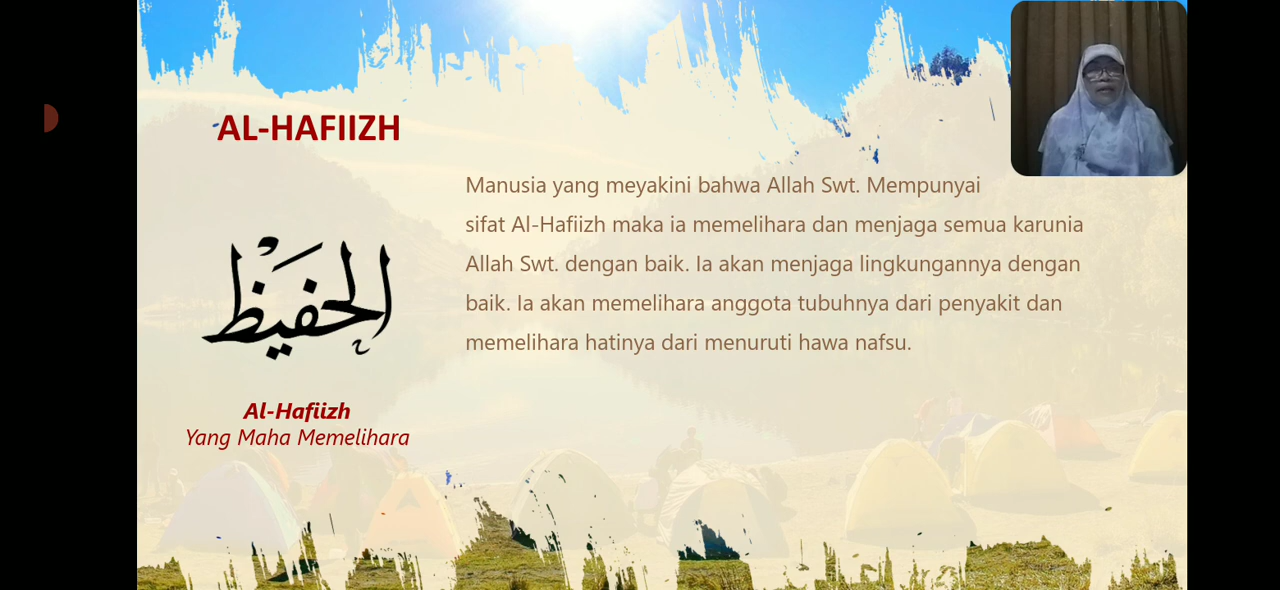 AL-HAFIIZH
Manusia yang meyakini bahwa Allah Swt. Mempunyai
sifat Al-Hafiizh maka ia memelihara dan menjaga semua karunia
Allah Swt. dengan baik. Ia akan menjaga lingkungannya dengan
baik. Ia akan memelihara anggota tubuhnya dari penyakit dan
memelihara hatinya dari menuruti hawa nafsu.
الحفيظ
Al-Hafiizh
Yang Maha Memelihara